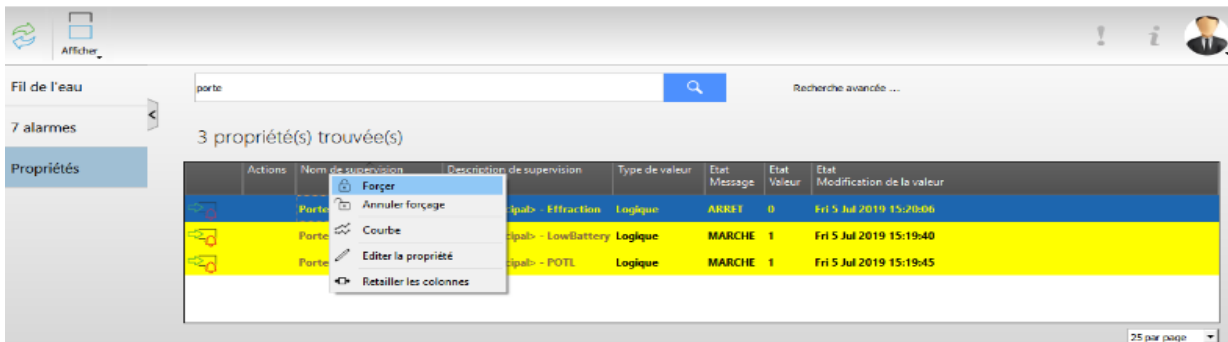 Afficher
Fil de l'eau
7 alarmes
Propriétés
porte
Recherche avancée ...
3 propriété(s) trouvée(s)
Actions Nom de supervision Description de supervision Type de valeur Etat Message Etat Valeur Etat Modification de la valeur
Porte cipal> - Effraction Logique ARRET 0 Fri 5 Jul 2019 15:20:06
Porte cipal> - LowBattery Logique MARCHE 1 Fri 5 Jul 2019 15:19:40
Porte cipal> - POTL Logique MARCHE 1 Fri 5 Jul 2019 15:19:45
Forçer
Annuler forçage
Courbe
Editer la propriété
Retailler les colonnes
25 par page